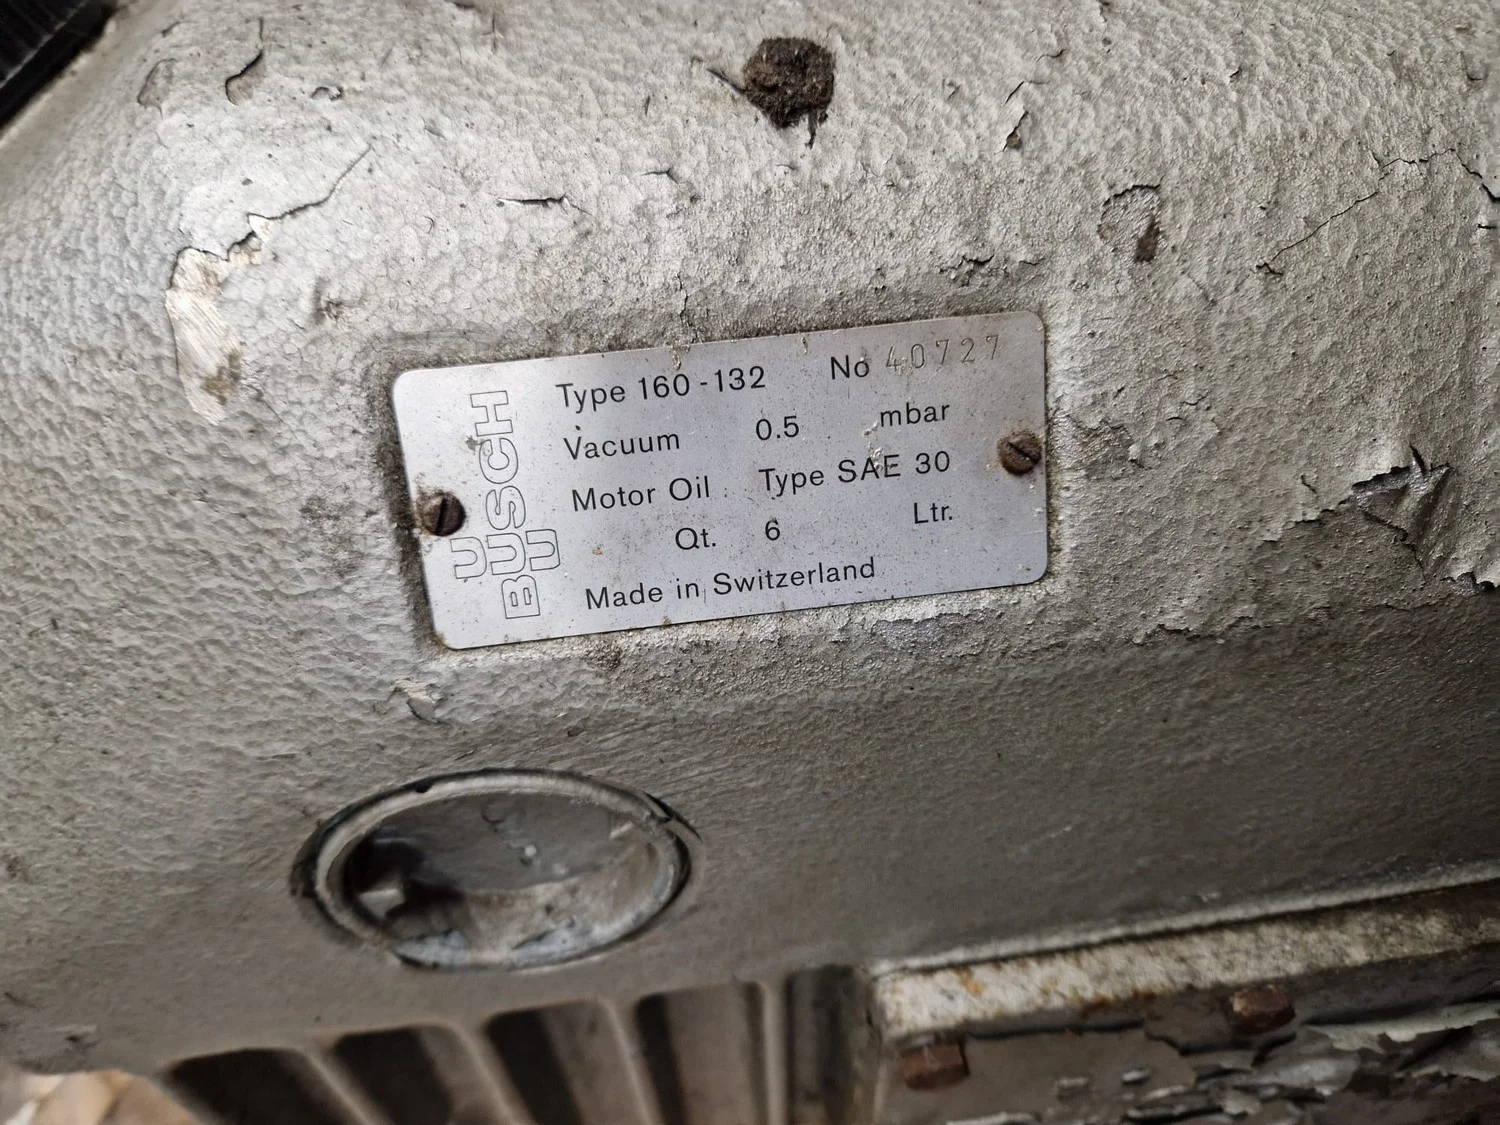 BUSCH
Type 160-132 No 40727
Vacuum 0.5 mbar
Motor Oil Type SAE 30
Qt. 6 Ltr.
Made in Switzerland